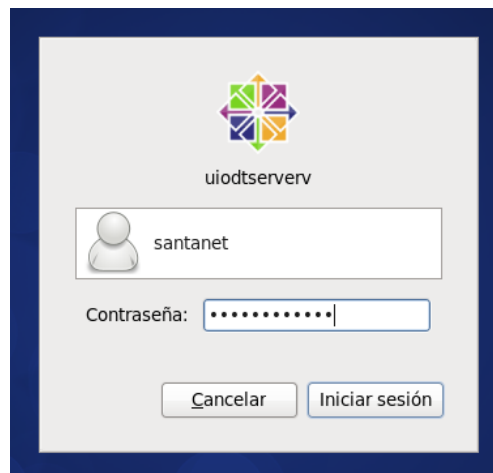 uiodtserverv
santanet
Contraseña: ••••••••••••
Cancelar Iniciar sesión